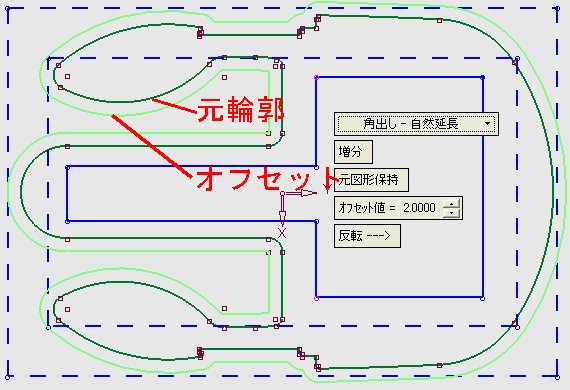 元輪郭
角出し - 自然延長
増分
オフセット
元図形保持
オフセット値 = 2.0000
反転 --->
X